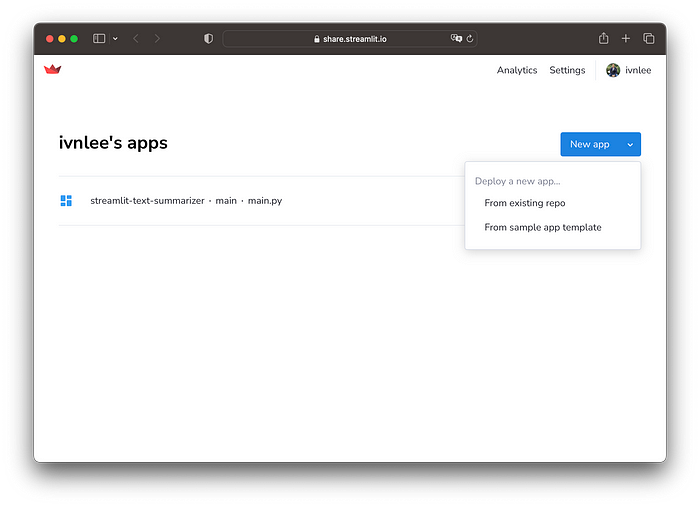 share.streamlit.io
Analytics Settings ivnlee
ivnlee's apps
New app
Deploy a new app...
streamlit-text-summarizer · main · main.py
From existing repo
From sample app template